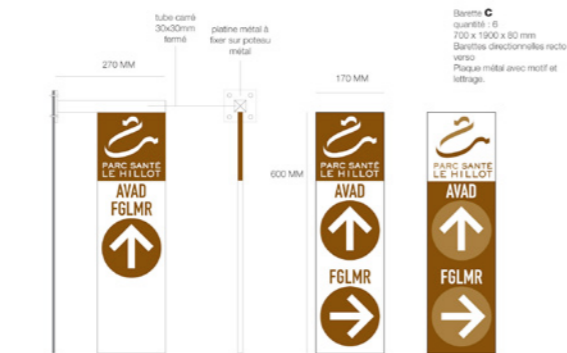 tube carré
30x30mm
fermé
platine métal à
fixer sur poteau
métal
Barette C
quantité : 6
700 x 1900 x 80 mm
Barettes directionnelles recto
verso
Plaque métal avec motif et
lettrage.
270 MM
170 MM
600 MM
PARC SANTÉ
LE HILLOT
AVAD
FGLMR
PARC SANTÉ
LE HILLOT
AVAD
FGLMR
PARC SANTÉ
LE HILLOT
AVAD
FGLMR